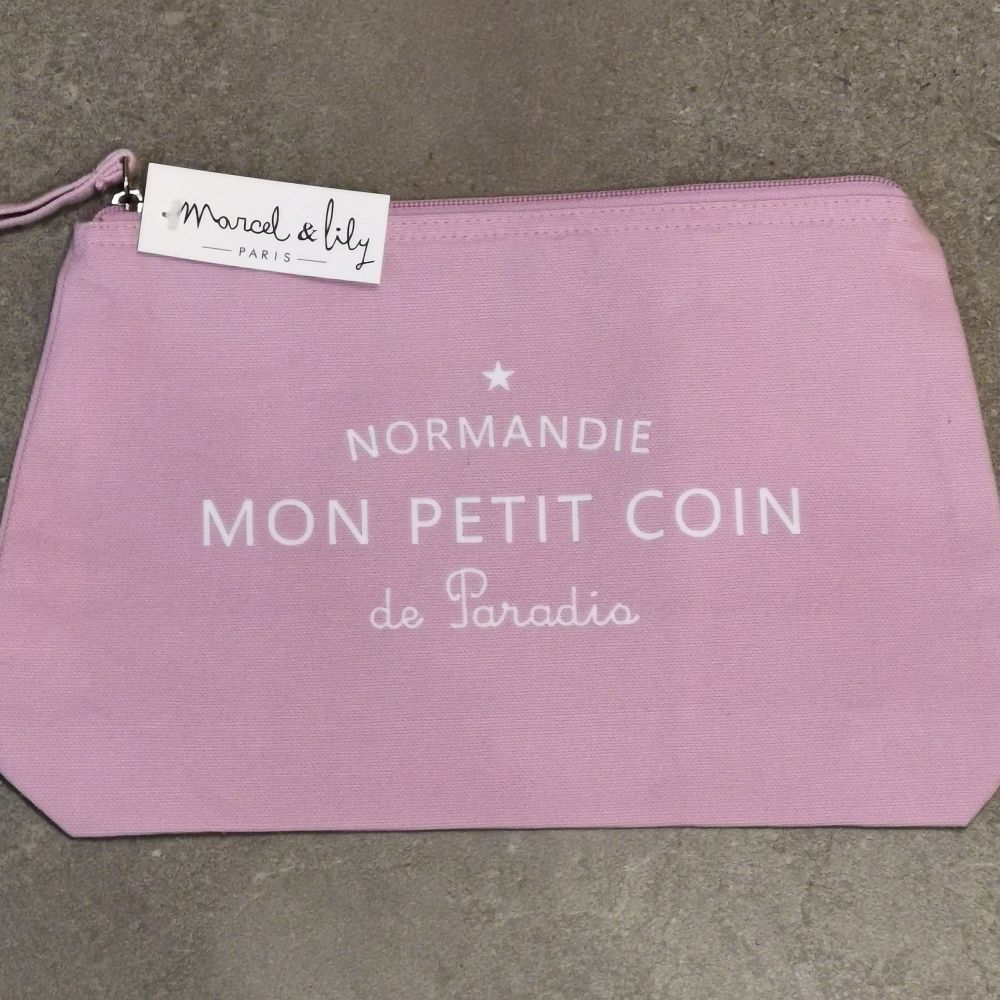 Marcel & lily
PARIS
NORMANDIE
MON PETIT COIN
de Paradis